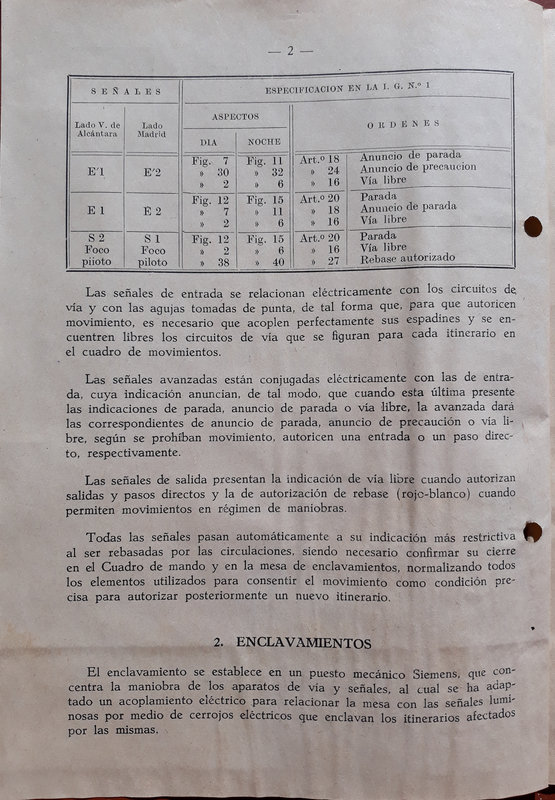 — 2 —
SEÑALES
ESPECIFICACION EN LA I. G. N.º 1
Lado V. de Alcántara
Lado Madrid
ASPECTOS
ORDENES
DIA
NOCHE
E'1 E'2 Fig. 7 Fig. 11 Art.º 18 Anuncio de parada
» 30 » 32 » 24 Anuncio de precaucion
» 2 » 6 » 16 Vía libre
E 1 E 2 Fig. 12 Fig. 15 Art.º 20 Parada
» 7 » 11 » 18 Anuncio de parada
» 2 » 6 » 16 Vía libre
S 2 S 1 Fig. 12 Fig. 15 Art.º 20 Parada
Foco Foco » 2 » 6 » 16 Vía libre
piloto piloto » 38 » 40 » 27 Rebase autorizado
Las señales de entrada se relacionan eléctricamente con los circuitos de
vía y con las agujas tomadas de punta, de tal forma que, para que autoricen
movimiento, es necesario que acoplen perfectamente sus espadines y se en-
cuentren libres los circuitos de vía que se figuran para cada itinerario en
el cuadro de movimientos.
Las señales avanzadas están conjugadas eléctricamente con las de entra-
da, cuya indicación anuncian, de tal modo, que cuando esta última presente
las indicaciones de parada, anuncio de parada o vía libre, la avanzada dará
las correspondientes de anuncio de parada, anuncio de precaución o vía li-
bre, según se prohíban movimiento, autoricen una entrada o un paso direc-
to, respectivamente.
Las señales de salida presentan la indicación de vía libre cuando autorizan
salidas y pasos directos y la de autorización de rebase (rojo-blanco) cuando
permiten movimientos en régimen de maniobras.
Todas las señales pasan automáticamente a su indicación más restrictiva
al ser rebasadas por las circulaciones, siendo necesario confirmar su cierre
en el Cuadro de mando y en la mesa de enclavamientos, normalizando todos
los elementos utilizados para consentir el movimiento como condición pre-
cisa para autorizar posteriormente un nuevo itinerario.
2. ENCLAVAMIENTOS
El enclavamiento se establece en un puesto mecánico Siemens, que con-
centra la maniobra de los aparatos de vía y señales, al cual se ha adap-
tado un acoplamiento eléctrico para relacionar la mesa con las señales lumi-
nosas por medio de cerrojos eléctricos que enclavan los itinerarios afectados
por las mismas.